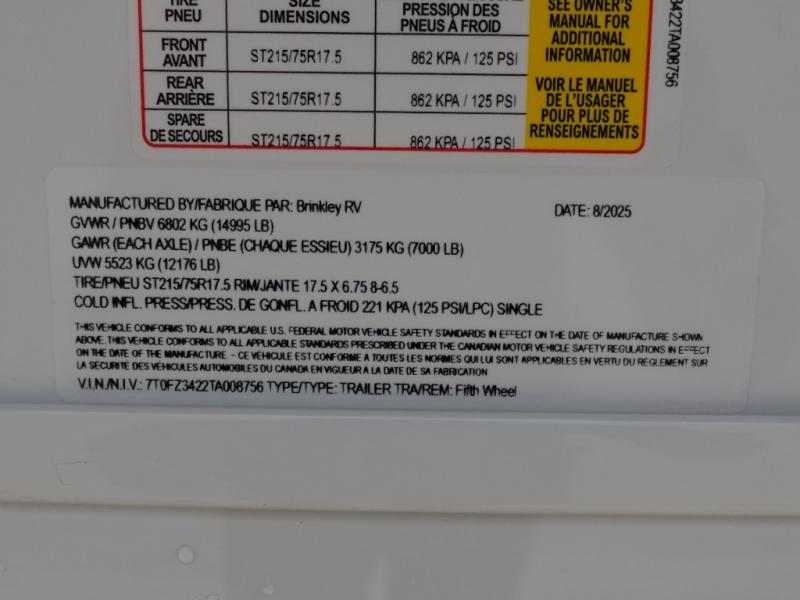 TIRE SIZE
PNEU DIMENSIONS PRESSION DES PNEUS À FROID
SEE OWNER'S
MANUAL FOR
ADDITIONAL
INFORMATION
FRONT
AVANT ST215/75R17.5 862 KPA / 125 PSI
REAR
ARRIÈRE ST215/75R17.5 862 KPA / 125 PSI
SPARE
DE SECOURS ST215/75R17.5 862 KPA / 125 PSI
VOIR LE MANUEL
DE L'USAGER
POUR PLUS DE
RENSEIGNEMENTS
3422TA008756
MANUFACTURED BY/FABRIQUE PAR: Brinkley RV DATE: 8/2025
GVWR / PNBV 6802 KG (14995 LB)
GAWR (EACH AXLE) / PNBE (CHAQUE ESSIEU) 3175 KG (7000 LB)
UVW 5523 KG (12176 LB)
TIRE/PNEU ST215/75R17.5 RIM/JANTE 17.5 X 6.75 8-6.5
COLD INFL. PRESS/PRESS. DE GONFL. A FROID 221 KPA (125 PSI/LPC) SINGLE
THIS VEHICLE CONFORMS TO ALL APPLICABLE U.S. FEDERAL MOTOR VEHICLE SAFETY STANDARDS IN EFFECT ON THE DATE OF MANUFACTURE SHOWN
ABOVE. THIS VEHICLE CONFORMS TO ALL APPLICABLE STANDARDS PRESCRIBED UNDER THE CANADIAN MOTOR VEHICLE SAFETY REGULATIONS IN EFFECT
ON THE DATE OF THE MANUFACTURE. - CE VEHICULE EST CONFORME A TOUTES LES NORMES QUI LUI SONT APPLICABLES EN VERTU DU REGLEMENT SUR
LA SECURITE DES VEHICULES AUTOMOBILES DU CANADA EN VIGUEUR À LA DATE DE SA FABRICATION
V.I.N./N.I.V.: 7T0FZ3422TA008756 TYPE/TYPE: TRAILER TRA/REM: Fifth Wheel